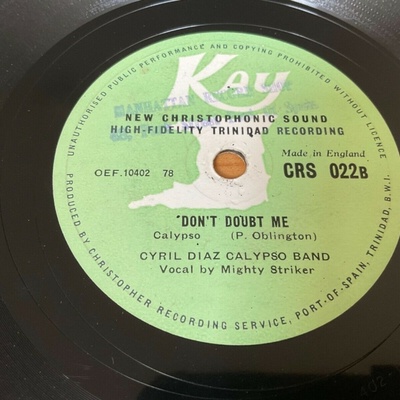 UNAUTHORISED PUBLIC PERFORMANCE AND COPYING PROHIBITED WITHOUT LICENCE
Kay
MANHATTAN
NEW CHRISTOPHONIC SOUND
HIGH-FIDELITY TRINIDAD RECORDING
Made in England
OEF.10402 78
CRS 022B
'DON'T DOUBT ME
Calypso (P. Oblington)
CYRIL DIAZ CALYPSO BAND
Vocal by Mighty Striker
PRODUCED BY CHRISTOPHER RECORDING SERVICE, PORT-OF-SPAIN, TRINIDAD, B.W.I.